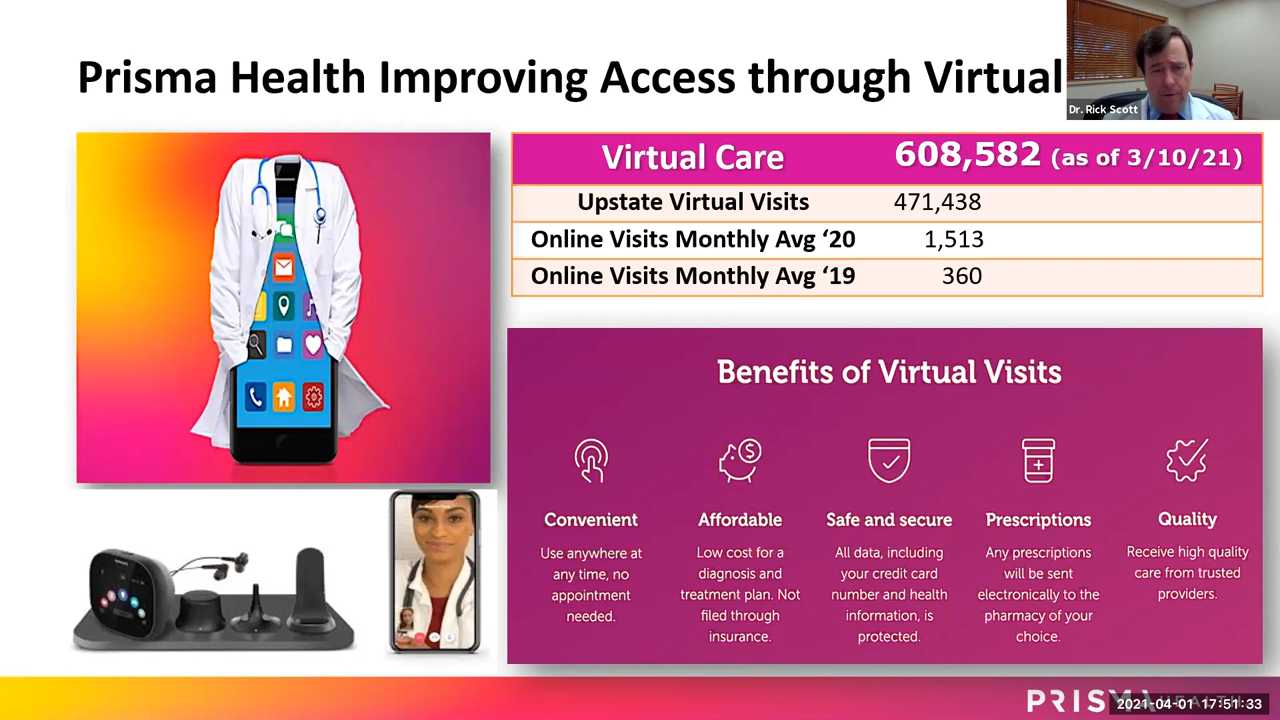 Prisma Health Improving Access through Virtual
Dr. Rick Scott
Virtual Care 608,582 (as of 3/10/21)
Upstate Virtual Visits 471,438
Online Visits Monthly Avg ‘20 1,513
Online Visits Monthly Avg ‘19 360
Benefits of Virtual Visits
Convenient
Use anywhere at
any time, no
appointment
needed.
Affordable
Low cost for a
diagnosis and
treatment plan. Not
filed through
insurance.
Safe and secure
All data, including
your credit card
number and health
information, is
protected.
Prescriptions
Any prescriptions
will be sent
electronically to the
pharmacy of your
choice.
Quality
Receive high quality
care from trusted
providers.
PRISMA HEALTH
2021-04-01 17:51:33